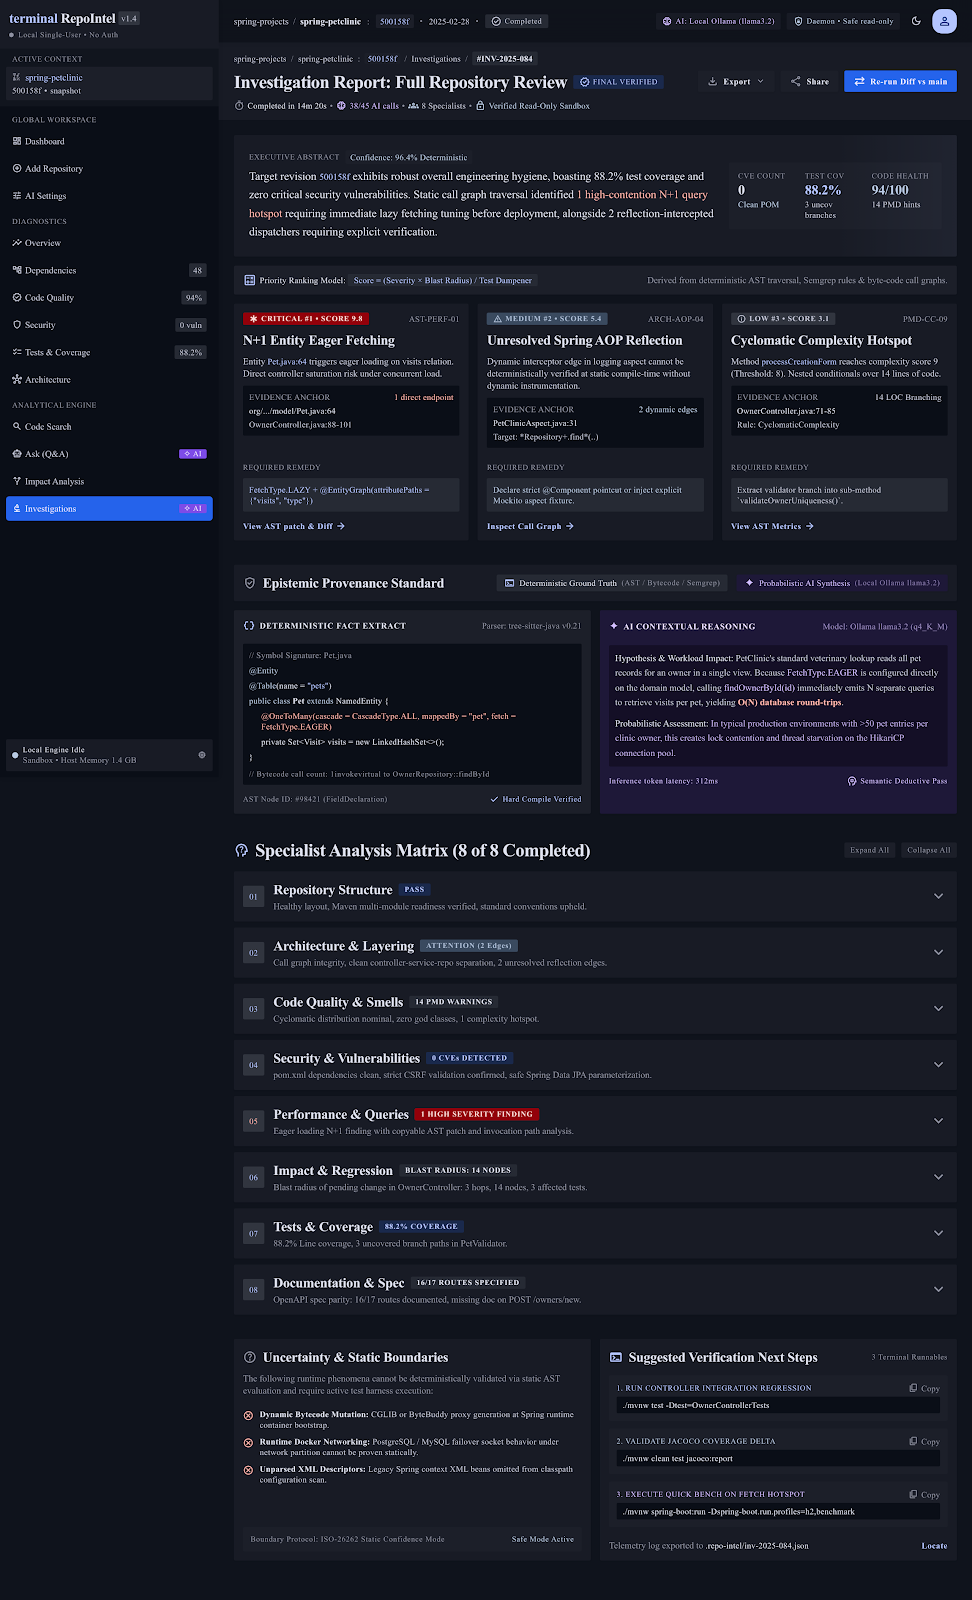 terminal RepoIntel v1.4
Local Single-User • No Auth
ACTIVE CONTEXT
spring-petclinic
500158f • snapshot
GLOBAL WORKSPACE
Dashboard
Add Repository
AI Settings
DIAGNOSTICS
Overview
Dependencies 48
Code Quality 94%
Security 0 vuln
Tests & Coverage 88.2%
Architecture
ANALYTICAL ENGINE
Code Search
Ask (Q&A) AI
Impact Analysis
Investigations AI
Local Engine Idle
Sandbox • Host Memory 1.4 GB
spring-projects / spring-petclinic : 500158f • 2025-02-28 • Completed
AI: Local Ollama (llama3.2) Daemon • Safe read-only
spring-projects / spring-petclinic : 500158f / Investigations / #INV-2025-084
Investigation Report: Full Repository Review FINAL VERIFIED
Export Share Re-run Diff vs main
Completed in 14m 20s • 38/45 AI calls • 8 Specialists • Verified Read-Only Sandbox
EXECUTIVE ABSTRACT Confidence: 96.4% Deterministic
Target revision 500158f exhibits robust overall engineering hygiene, boasting 88.2% test coverage and
zero critical security vulnerabilities. Static call graph traversal identified 1 high-contention N+1 query
hotspot requiring immediate lazy fetching tuning before deployment, alongside 2 reflection-intercepted
dispatchers requiring explicit verification.
CVE COUNT
0
Clean POM
TEST COV
88.2%
3 uncov
branches
CODE HEALTH
94/100
14 PMD hints
Priority Ranking Model: Score = (Severity × Blast Radius) / Test Dampener
Derived from deterministic AST traversal, Semgrep rules & byte-code call graphs.
CRITICAL #1 • SCORE 9.8 AST-PERF-01
N+1 Entity Eager Fetching
Entity Pet.java:64 triggers eager loading on visits relation.
Direct controller saturation risk under concurrent load.
EVIDENCE ANCHOR 1 direct endpoint
org/.../model/Pet.java:64
OwnerController.java:88-101
REQUIRED REMEDY
FetchType.LAZY + @EntityGraph(attributePaths =
{"visits", "type"})
View AST patch & Diff →
MEDIUM #2 • SCORE 5.4 ARCH-AOP-04
Unresolved Spring AOP Reflection
Dynamic interceptor edge in logging aspect cannot be
deterministically verified at static compile-time without
dynamic instrumentation.
EVIDENCE ANCHOR 2 dynamic edges
PetClinicAspect.java:31
Target: *Repository+.find*(..)
REQUIRED REMEDY
Declare strict @Component pointcut or inject explicit
Mockito aspect fixture.
Inspect Call Graph →
LOW #3 • SCORE 3.1 PMD-CC-09
Cyclomatic Complexity Hotspot
Method processCreationForm reaches complexity score 9
(Threshold: 8). Nested conditionals over 14 lines of code.
EVIDENCE ANCHOR 14 LOC Branching
OwnerController.java:71-85
Rule: CyclomaticComplexity
REQUIRED REMEDY
Extract validator branch into sub-method
`validateOwnerUniqueness()`.
View AST Metrics →
Epistemic Provenance Standard
Deterministic Ground Truth (AST / Bytecode / Semgrep) Probabilistic AI Synthesis (Local Ollama llama3.2)
DETERMINISTIC FACT EXTRACT Parser: tree-sitter-java v0.21
// Symbol Signature: Pet.java
@Entity
@Table(name = "pets")
public class Pet extends NamedEntity {
@OneToMany(cascade = CascadeType.ALL, mappedBy = "pet", fetch =
FetchType.EAGER)
private Set<Visit> visits = new LinkedHashSet<>();
}
// Bytecode call count: 1invokevirtual to OwnerRepository::findById
AST Node ID: #98421 (FieldDeclaration) Hard Compile Verified
AI CONTEXTUAL REASONING Model: Ollama llama3.2 (q4_K_M)
Hypothesis & Workload Impact: PetClinic's standard veterinary lookup reads all pet
records for an owner in a single view. Because FetchType.EAGER is configured directly
on the domain model, calling findOwnerById(id) immediately emits N separate queries
to retrieve visits per pet, yielding O(N) database round-trips.
Probabilistic Assessment: In typical production environments with >50 pet entries per
clinic owner, this creates lock contention and thread starvation on the HikariCP
connection pool.
Inference token latency: 312ms Semantic Deductive Pass
Specialist Analysis Matrix (8 of 8 Completed)
Expand All Collapse All
01 Repository Structure PASS
Healthy layout, Maven multi-module readiness verified, standard conventions upheld.
02 Architecture & Layering ATTENTION (2 Edges)
Call graph integrity, clean controller-service-repo separation, 2 unresolved reflection edges.
03 Code Quality & Smells 14 PMD WARNINGS
Cyclomatic distribution nominal, zero god classes, 1 complexity hotspot.
04 Security & Vulnerabilities 0 CVEs DETECTED
pom.xml dependencies clean, strict CSRF validation confirmed, safe Spring Data JPA parameterization.
05 Performance & Queries 1 HIGH SEVERITY FINDING
Eager loading N+1 finding with copyable AST patch and invocation path analysis.
06 Impact & Regression BLAST RADIUS: 14 NODES
Blast radius of pending change in OwnerController: 3 hops, 14 nodes, 3 affected tests.
07 Tests & Coverage 88.2% COVERAGE
88.2% Line coverage, 3 uncovered branch paths in PetValidator.
08 Documentation & Spec 16/17 ROUTES SPECIFIED
OpenAPI spec parity: 16/17 routes documented, missing doc on POST /owners/new.
Uncertainty & Static Boundaries
The following runtime phenomena cannot be deterministically validated via static AST
evaluation and require active test harness execution:
Dynamic Bytecode Mutation: CGLIB or ByteBuddy proxy generation at Spring runtime
container bootstrap.
Runtime Docker Networking: PostgreSQL / MySQL failover socket behavior under
network partition cannot be proven statically.
Unparsed XML Descriptors: Legacy Spring context XML beans omitted from classpath
configuration scan.
Boundary Protocol: ISO-26262 Static Confidence Mode Safe Mode Active
Suggested Verification Next Steps 3 Terminal Runnables
1. RUN CONTROLLER INTEGRATION REGRESSION Copy
./mvnw test -Dtest=OwnerControllerTests
2. VALIDATE JACOCO COVERAGE DELTA Copy
./mvnw clean test jacoco:report
3. EXECUTE QUICK BENCH ON FETCH HOTSPOT Copy
./mvnw spring-boot:run -Dspring-boot.run.profiles=h2,benchmark
Telemetry log exported to .repo-intel/inv-2025-084.json Locate